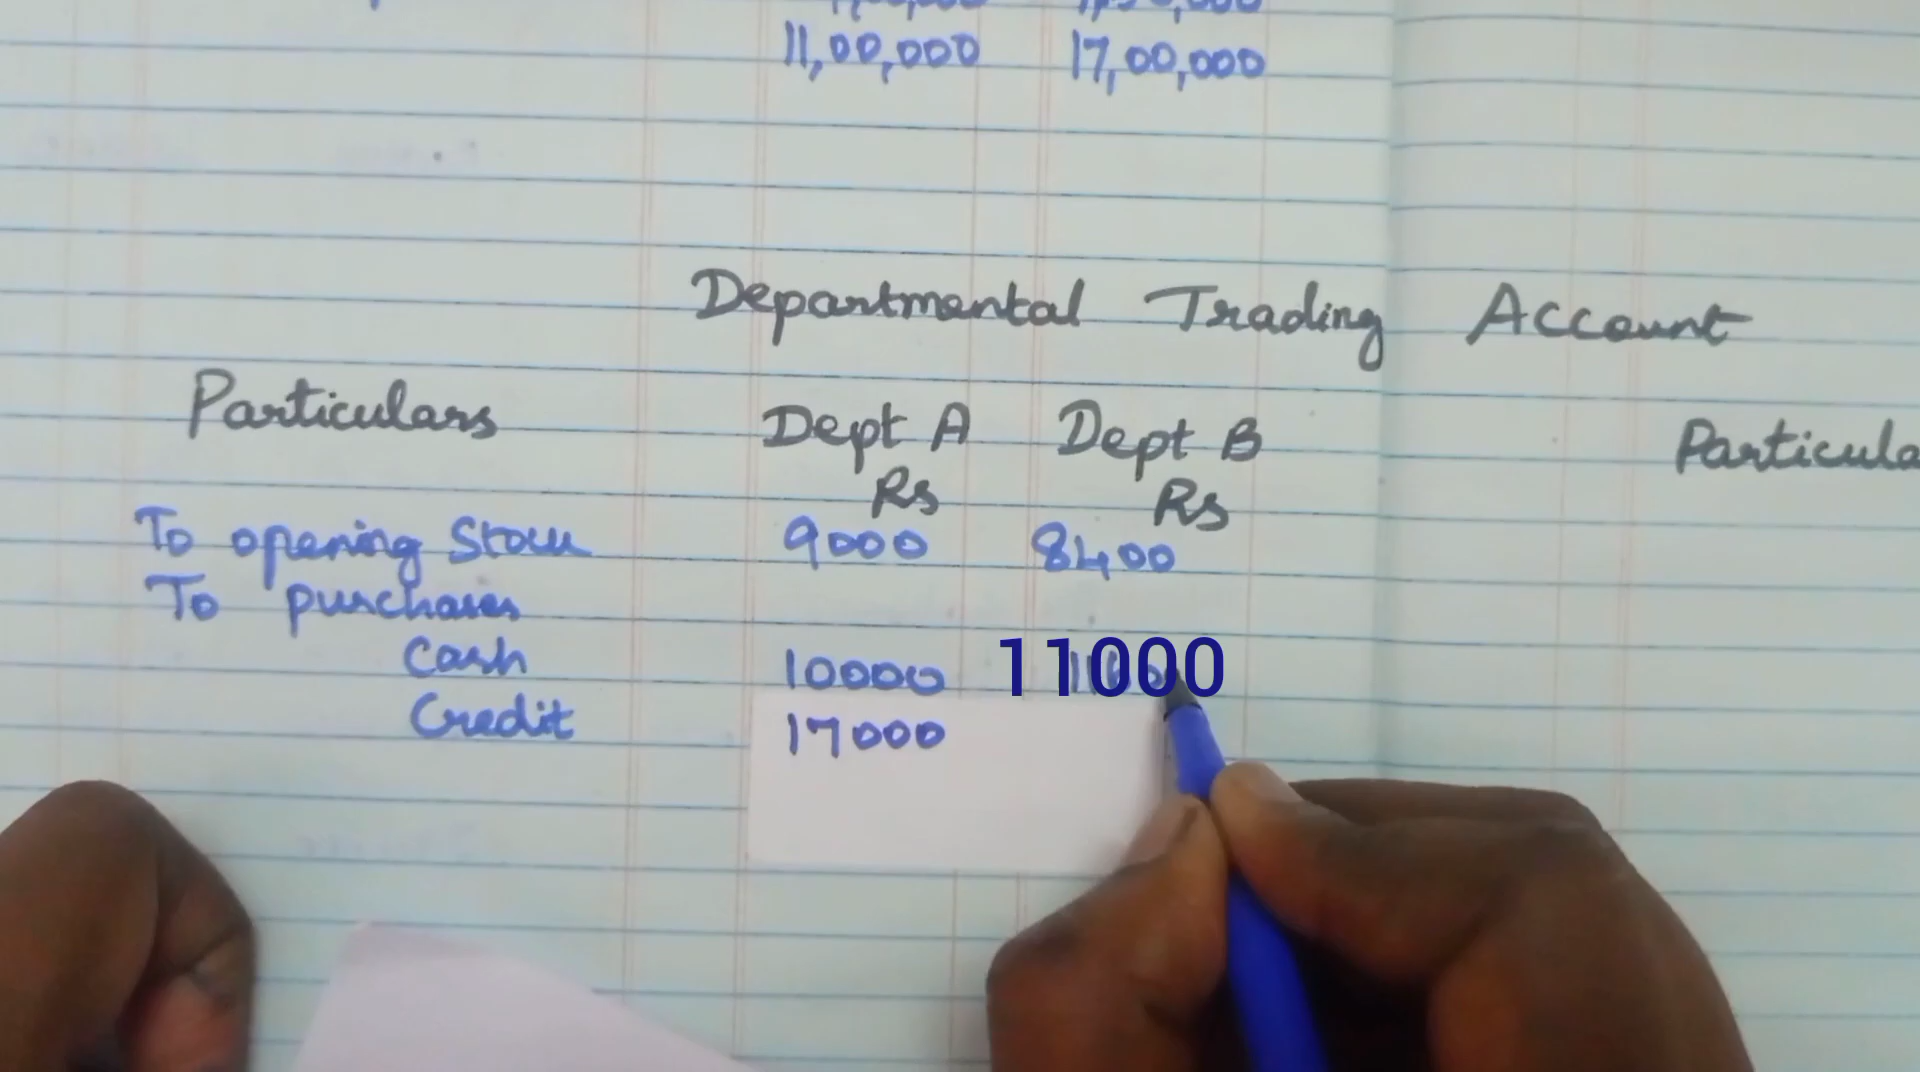 11,00,000 17,00,000
Departmental Trading Account
Particulars Dept A Dept B Particula
Rs Rs
To opening Stock 9000 8400
To purchases
Cash 10000 11000
Credit 17000